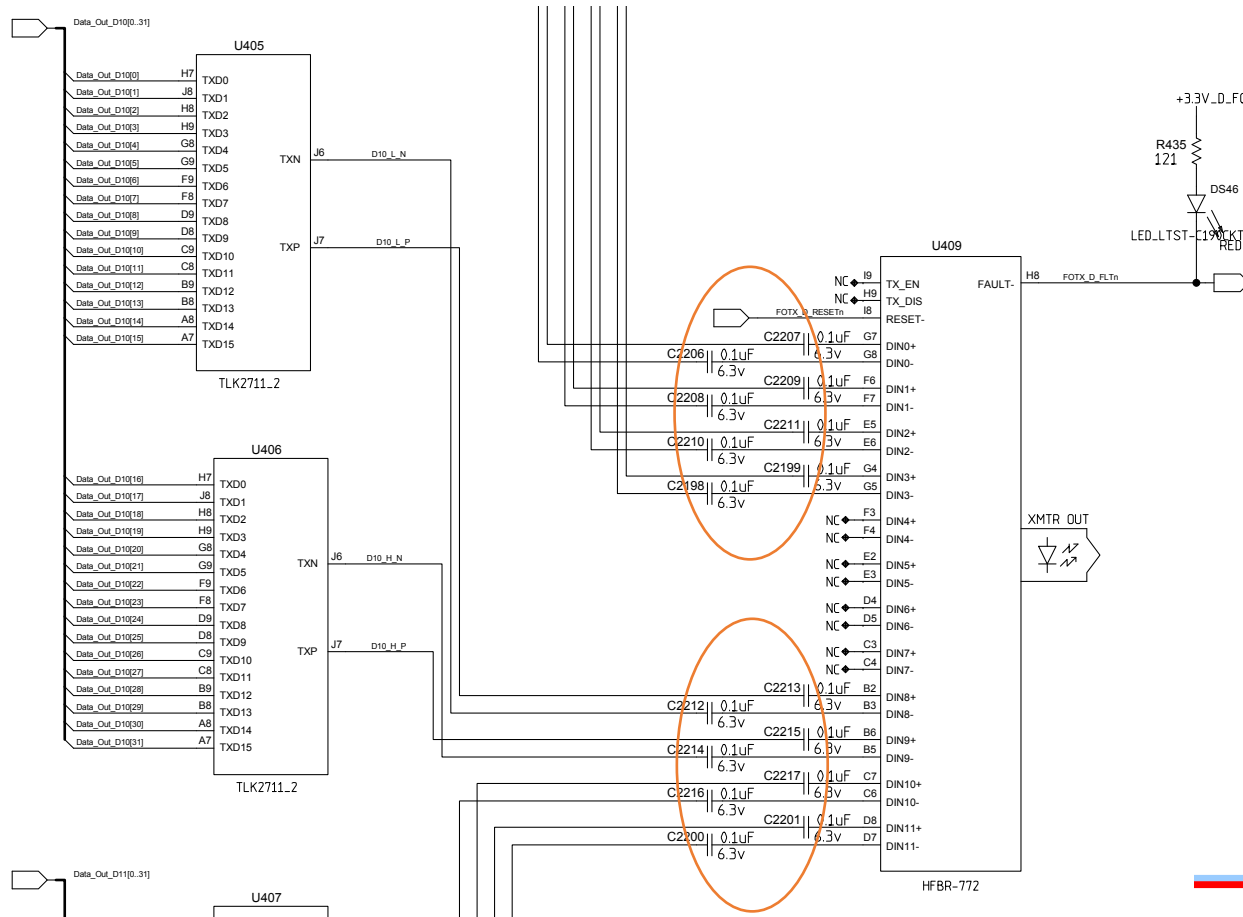 Data_Out_D10[0..31]
U405
Data_Out_D10[0] H7 TXD0
Data_Out_D10[1] J8 TXD1
Data_Out_D10[2] H8 TXD2
Data_Out_D10[3] H9 TXD3
Data_Out_D10[4] G8 TXD4
Data_Out_D10[5] G9 TXD5
Data_Out_D10[6] F9 TXD6
Data_Out_D10[7] F8 TXD7
Data_Out_D10[8] D9 TXD8
Data_Out_D10[9] D8 TXD9
Data_Out_D10[10] C9 TXD10
Data_Out_D10[11] C8 TXD11
Data_Out_D10[12] B9 TXD12
Data_Out_D10[13] B8 TXD13
Data_Out_D10[14] A8 TXD14
Data_Out_D10[15] A7 TXD15
TXN J6 D10_L_N
TXP J7 D10_L_P
TLK2711_2
U406
Data_Out_D10[16] H7 TXD0
Data_Out_D10[17] J8 TXD1
Data_Out_D10[18] H8 TXD2
Data_Out_D10[19] H9 TXD3
Data_Out_D10[20] G8 TXD4
Data_Out_D10[21] G9 TXD5
Data_Out_D10[22] F9 TXD6
Data_Out_D10[23] F8 TXD7
Data_Out_D10[24] D9 TXD8
Data_Out_D10[25] D8 TXD9
Data_Out_D10[26] C9 TXD10
Data_Out_D10[27] C8 TXD11
Data_Out_D10[28] B9 TXD12
Data_Out_D10[29] B8 TXD13
Data_Out_D10[30] A8 TXD14
Data_Out_D10[31] A7 TXD15
TXN J6 D10_H_N
TXP J7 D10_H_P
TLK2711_2
Data_Out_D11[0..31]
U407
+3.3V_D_FO
R435
121
DS46
LED_LTST-C190CKT
RED
U409
NC I9 TX_EN
NC H9 TX_DIS
FOTX_D_RESETn I8 RESET-
FAULT- H8 FOTX_D_FLTn
C2207 0.1uF 6.3v G7 DIN0+
C2206 0.1uF 6.3v G8 DIN0-
C2209 0.1uF 6.3v F6 DIN1+
C2208 0.1uF 6.3v F7 DIN1-
C2211 0.1uF 6.3v E5 DIN2+
C2210 0.1uF 6.3v E6 DIN2-
C2199 0.1uF 6.3v G4 DIN3+
C2198 0.1uF 6.3v G5 DIN3-
NC F3 DIN4+
NC F4 DIN4-
NC E2 DIN5+
NC E3 DIN5-
NC D4 DIN6+
NC D5 DIN6-
NC C3 DIN7+
NC C4 DIN7-
C2213 0.1uF 6.3v B2 DIN8+
C2212 0.1uF 6.3v B3 DIN8-
C2215 0.1uF 6.3v B6 DIN9+
C2214 0.1uF 6.3v B5 DIN9-
C2217 0.1uF 6.3v C7 DIN10+
C2216 0.1uF 6.3v C6 DIN10-
C2201 0.1uF 6.3v D8 DIN11+
C2200 0.1uF 6.3v D7 DIN11-
XMTR OUT
HFBR-772